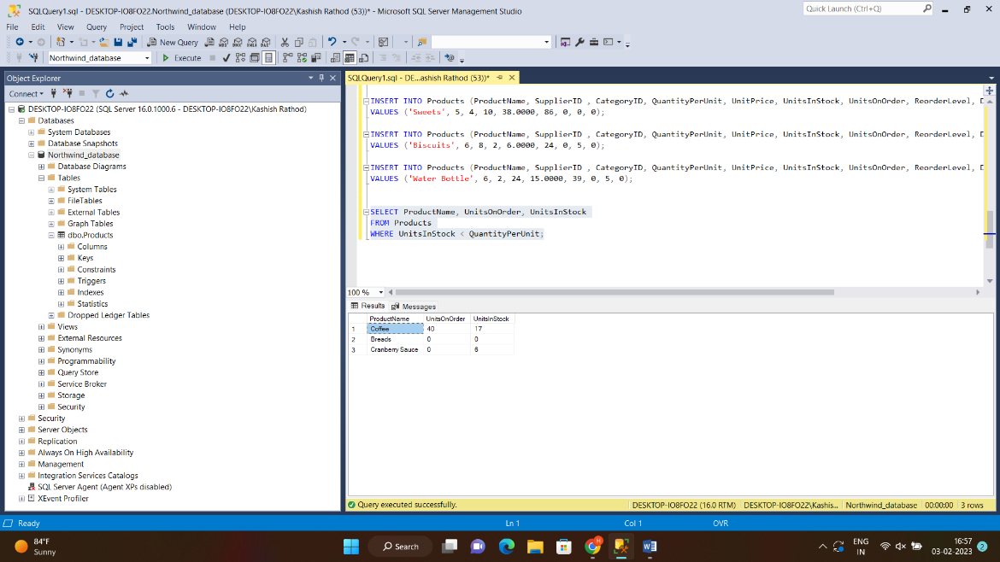 SQLQuery1.sql - DESKTOP-IO8FO22.Northwind_database (DESKTOP-IO8FO22\Kashish Rathod (53))* - Microsoft SQL Server Management Studio
Quick Launch (Ctrl+Q)
File Edit View Query Project Tools Window Help
New Query
Northwind_database
Execute
Object Explorer
Connect
DESKTOP-IO8FO22 (SQL Server 16.0.1000.6 - DESKTOP-IO8FO22\Kashish Rathod)
Databases
System Databases
Database Snapshots
Northwind_database
Database Diagrams
Tables
System Tables
FileTables
External Tables
Graph Tables
dbo.Products
Columns
Keys
Constraints
Triggers
Indexes
Statistics
Dropped Ledger Tables
Views
External Resources
Synonyms
Programmability
Query Store
Service Broker
Storage
Security
Security
Server Objects
Replication
Always On High Availability
Management
Integration Services Catalogs
SQL Server Agent (Agent XPs disabled)
XEvent Profiler
SQLQuery1.sql - DE...ashish Rathod (53))*
INSERT INTO Products (ProductName, SupplierID , CategoryID, QuantityPerUnit, UnitPrice, UnitsInStock, UnitsOnOrder, ReorderLevel, D
VALUES ('Sweets', 5, 4, 10, 38.0000, 86, 0, 0, 0);
INSERT INTO Products (ProductName, SupplierID , CategoryID, QuantityPerUnit, UnitPrice, UnitsInStock, UnitsOnOrder, ReorderLevel, D
VALUES ('Biscuits', 6, 8, 2, 6.0000, 24, 0, 5, 0);
INSERT INTO Products (ProductName, SupplierID , CategoryID, QuantityPerUnit, UnitPrice, UnitsInStock, UnitsOnOrder, ReorderLevel, D
VALUES ('Water Bottle', 6, 2, 24, 15.0000, 39, 0, 5, 0);
SELECT ProductName, UnitsOnOrder, UnitsInStock
FROM Products
WHERE UnitsInStock < QuantityPerUnit;
100 %
Results Messages
ProductName UnitsOnOrder UnitsInStock
1 Coffee 40 17
2 Breads 0 0
3 Cranberry Sauce 0 6
Query executed successfully. DESKTOP-IO8FO22 (16.0 RTM) DESKTOP-IO8FO22\Kashis... Northwind_database 00:00:00 3 rows
Ready Ln 1 Col 1 OVR
84°F
Sunny
Search
ENG
IN
16:57
03-02-2023
2